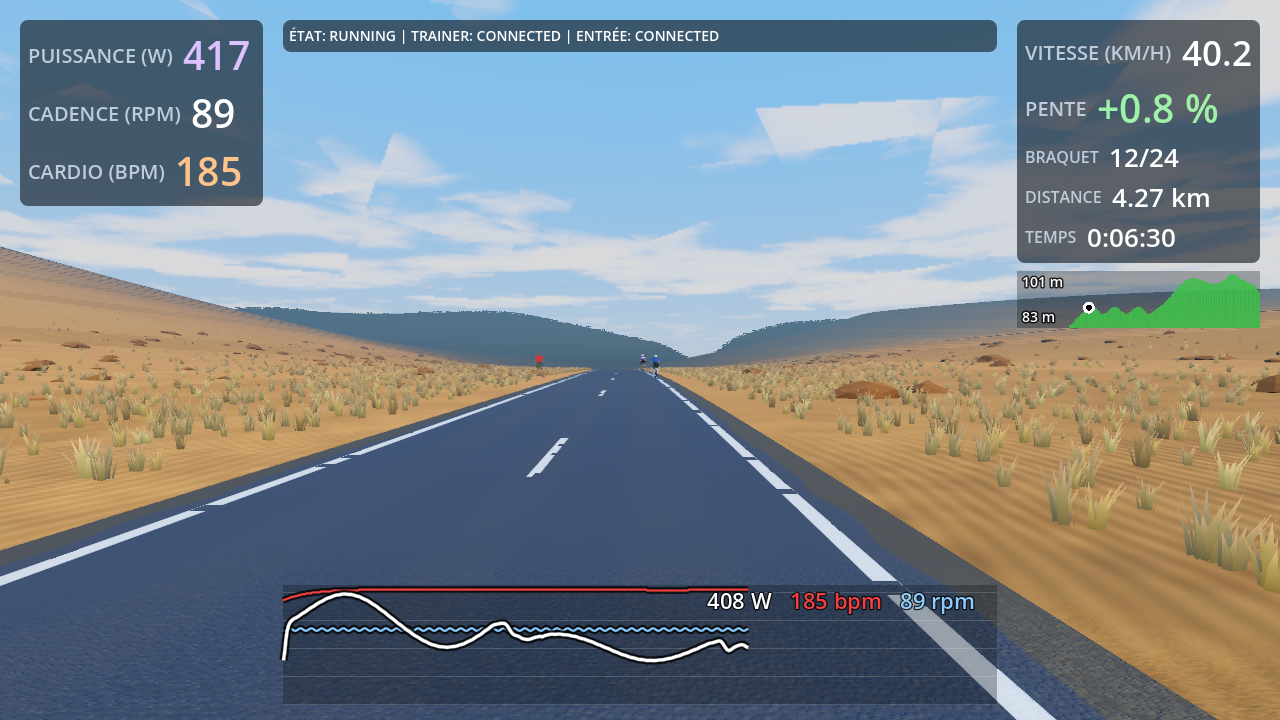 PUISSANCE (W) 417
CADENCE (RPM) 89
CARDIO (BPM) 185
ÉTAT: RUNNING | TRAINER: CONNECTED | ENTRÉE: CONNECTED
VITESSE (KM/H) 40.2
PENTE +0.8 %
BRAQUET 12/24
DISTANCE 4.27 km
TEMPS 0:06:30
101 m
83 m
408 W 185 bpm 89 rpm